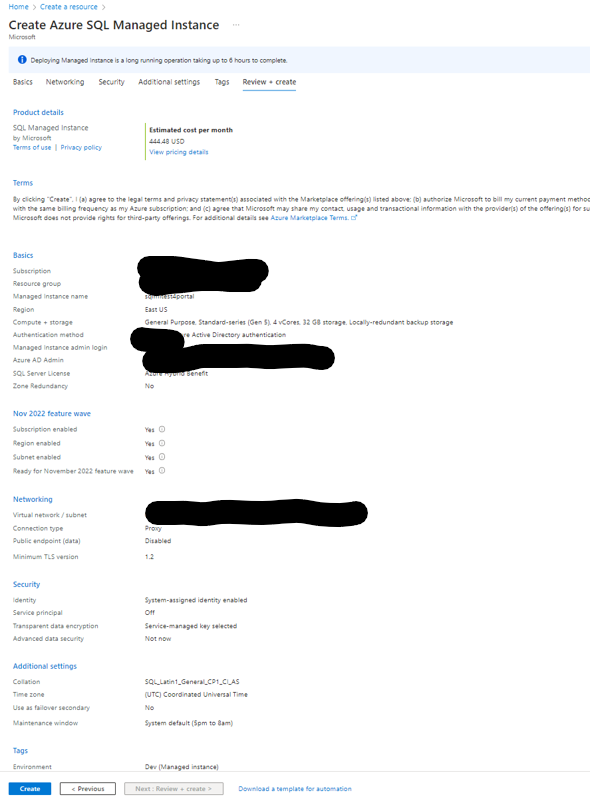 Home > Create a resource >
Create Azure SQL Managed Instance ...
Microsoft
Deploying Managed Instance is a long running operation taking up to 6 hours to complete.
Basics Networking Security Additional settings Tags Review + create
Product details
SQL Managed Instance
by Microsoft
Terms of use | Privacy policy
Estimated cost per month
444.48 USD
View pricing details
Terms
By clicking "Create", I (a) agree to the legal terms and privacy statement(s) associated with the Marketplace offering(s) listed above; (b) authorize Microsoft to bill my current payment method
with the same billing frequency as my Azure subscription; and (c) agree that Microsoft may share my contact, usage and transactional information with the provider(s) of the offering(s) for su
Microsoft does not provide rights for third-party offerings. For additional details see Azure Marketplace Terms.
Basics
Subscription
Resource group
Managed Instance name sqlmitest4portal
Region East US
Compute + storage General Purpose, Standard-series (Gen 5), 4 vCores, 32 GB storage, Locally-redundant backup storage
Authentication method re Active Directory authentication
Managed Instance admin login
Azure AD Admin
SQL Server License Azure Hybrid Benefit
Zone Redundancy No
Nov 2022 feature wave
Subscription enabled Yes
Region enabled Yes
Subnet enabled Yes
Ready for November 2022 feature wave Yes
Networking
Virtual network / subnet
Connection type Proxy
Public endpoint (data) Disabled
Minimum TLS version 1.2
Security
Identity System-assigned identity enabled
Service principal Off
Transparent data encryption Service-managed key selected
Advanced data security Not now
Additional settings
Collation SQL_Latin1_General_CP1_CI_AS
Time zone (UTC) Coordinated Universal Time
Use as failover secondary No
Maintenance window System default (5pm to 8am)
Tags
Environment Dev (Managed instance)
Create < Previous Next : Review + create > Download a template for automation